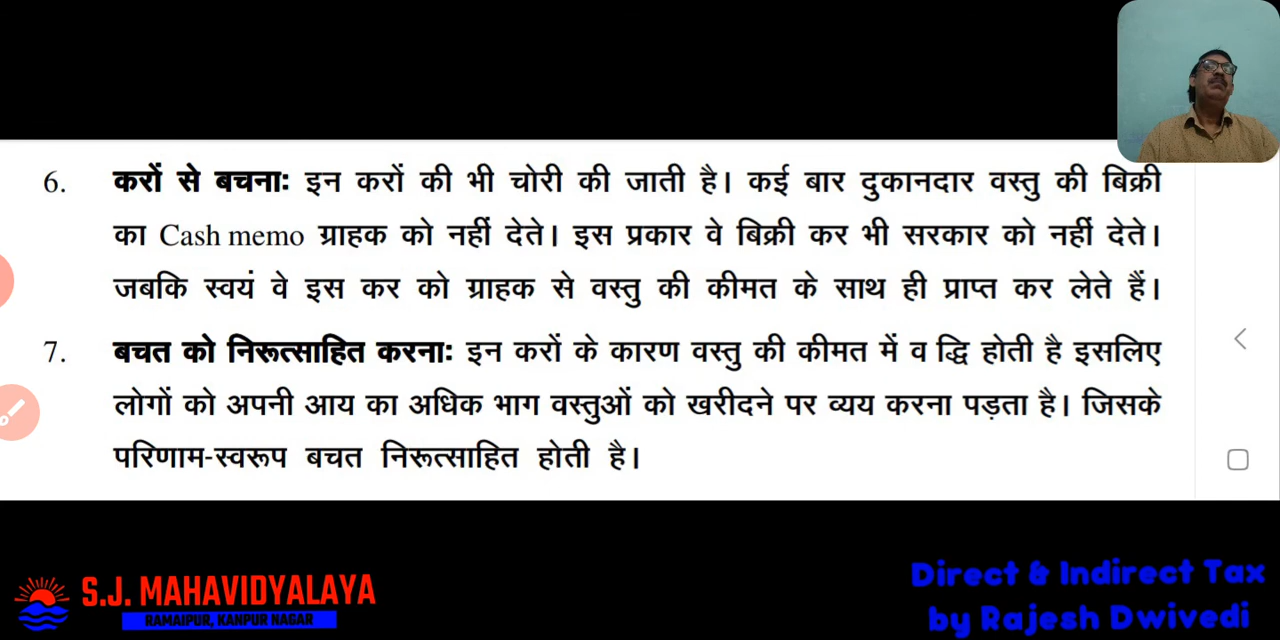 6. करों से बचनाः इन करों की भी चोरी की जाती है। कई बार दुकानदार वस्तु की बिक्री
का Cash memo ग्राहक को नहीं देते। इस प्रकार वे बिक्री कर भी सरकार को नहीं देते।
जबकि स्वयं वे इस कर को ग्राहक से वस्तु की कीमत के साथ ही प्राप्त कर लेते हैं।
7. बचत को निरूत्साहित करनाः इन करों के कारण वस्तु की कीमत में व द्धि होती है इसलिए
लोगों को अपनी आय का अधिक भाग वस्तुओं को खरीदने पर व्यय करना पड़ता है। जिसके
परिणाम-स्वरूप बचत निरूत्साहित होती है।
S.J. MAHAVIDYALAYA
RAMAIPUR, KANPUR NAGAR
Direct & Indirect Tax
by Rajesh Dwivedi